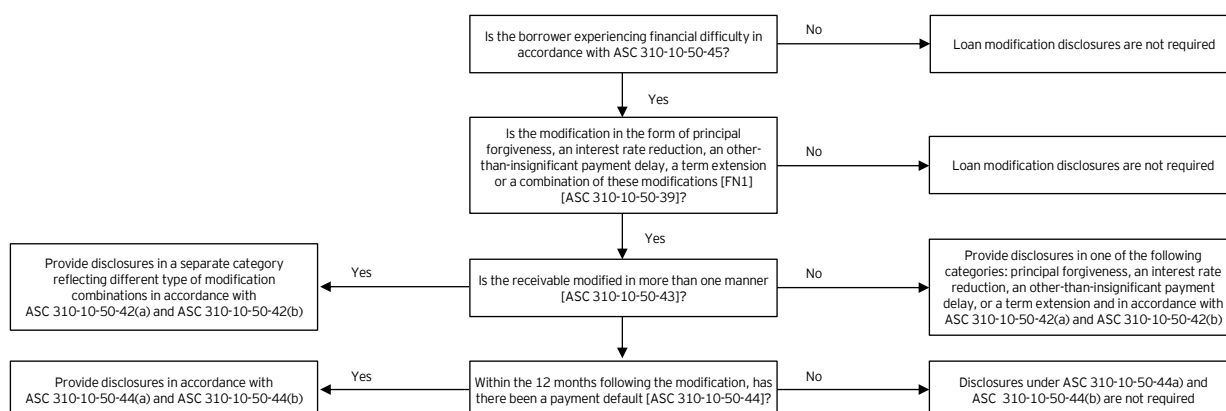 Is the borrower experiencing financial difficulty in
accordance with ASC 310-10-50-45?
No
Loan modification disclosures are not required
Yes
Is the modification in the form of principal
forgiveness, an interest rate reduction, an other-
than-insignificant payment delay, a term extension
or a combination of these modifications [FN1]
[ASC 310-10-50-39]?
No
Loan modification disclosures are not required
Yes
Provide disclosures in a separate category
reflecting different type of modification
combinations in accordance with
ASC 310-10-50-42(a) and ASC 310-10-50-42(b)
Yes
Is the receivable modified in more than one manner
[ASC 310-10-50-43]?
No
Provide disclosures in one of the following
categories: principal forgiveness, an interest rate
reduction, an other-than-insignificant payment
delay, or a term extension and in accordance with
ASC 310-10-50-42(a) and ASC 310-10-50-42(b)
Provide disclosures in accordance with
ASC 310-10-50-44(a) and ASC 310-10-50-44(b)
Yes
Within the 12 months following the modification, has
there been a payment default [ASC 310-10-50-44]?
No
Disclosures under ASC 310-10-50-44a) and
ASC 310-10-50-44(b) are not required